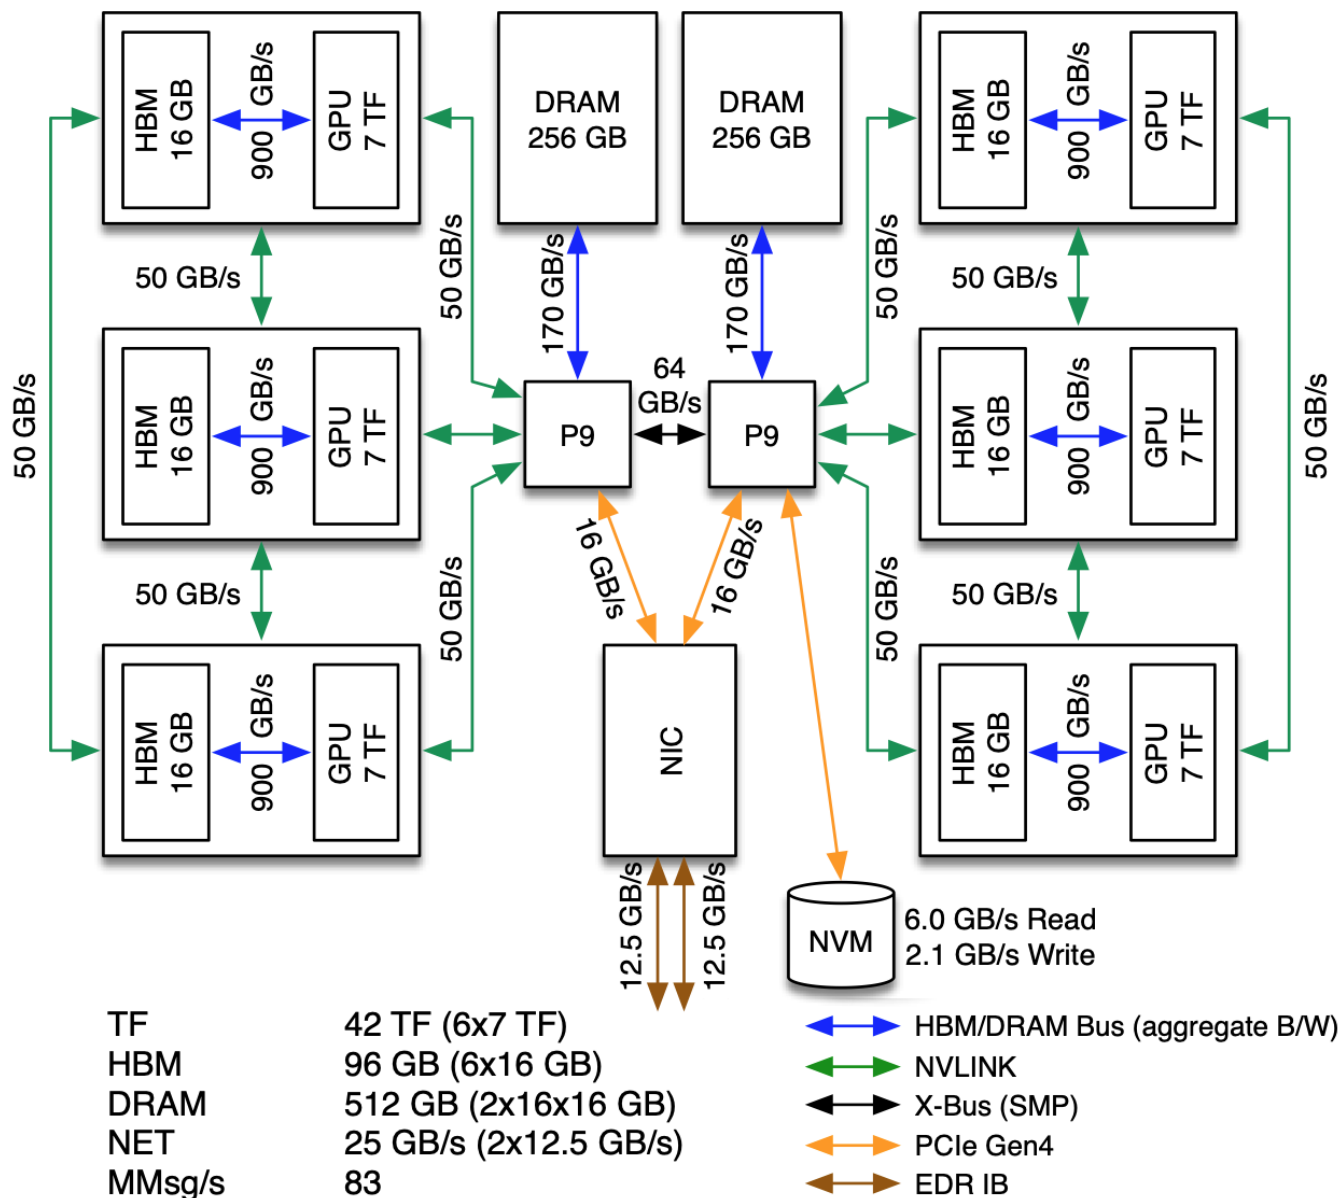 HBM
16 GB
900 GB/s
GPU
7 TF
DRAM
256 GB
DRAM
256 GB
HBM
16 GB
900 GB/s
GPU
7 TF
50 GB/s
50 GB/s
170 GB/s
170 GB/s
50 GB/s
50 GB/s
50 GB/s
HBM
16 GB
900 GB/s
GPU
7 TF
P9
64
GB/s
P9
HBM
16 GB
900 GB/s
GPU
7 TF
50 GB/s
50 GB/s
50 GB/s
16 GB/s
16 GB/s
50 GB/s
50 GB/s
HBM
16 GB
900 GB/s
GPU
7 TF
NIC
HBM
16 GB
900 GB/s
GPU
7 TF
12.5 GB/s
12.5 GB/s
NVM
6.0 GB/s Read
2.1 GB/s Write
TF 42 TF (6x7 TF)
HBM 96 GB (6x16 GB)
DRAM 512 GB (2x16x16 GB)
NET 25 GB/s (2x12.5 GB/s)
MMsg/s 83
HBM/DRAM Bus (aggregate B/W)
NVLINK
X-Bus (SMP)
PCIe Gen4
EDR IB